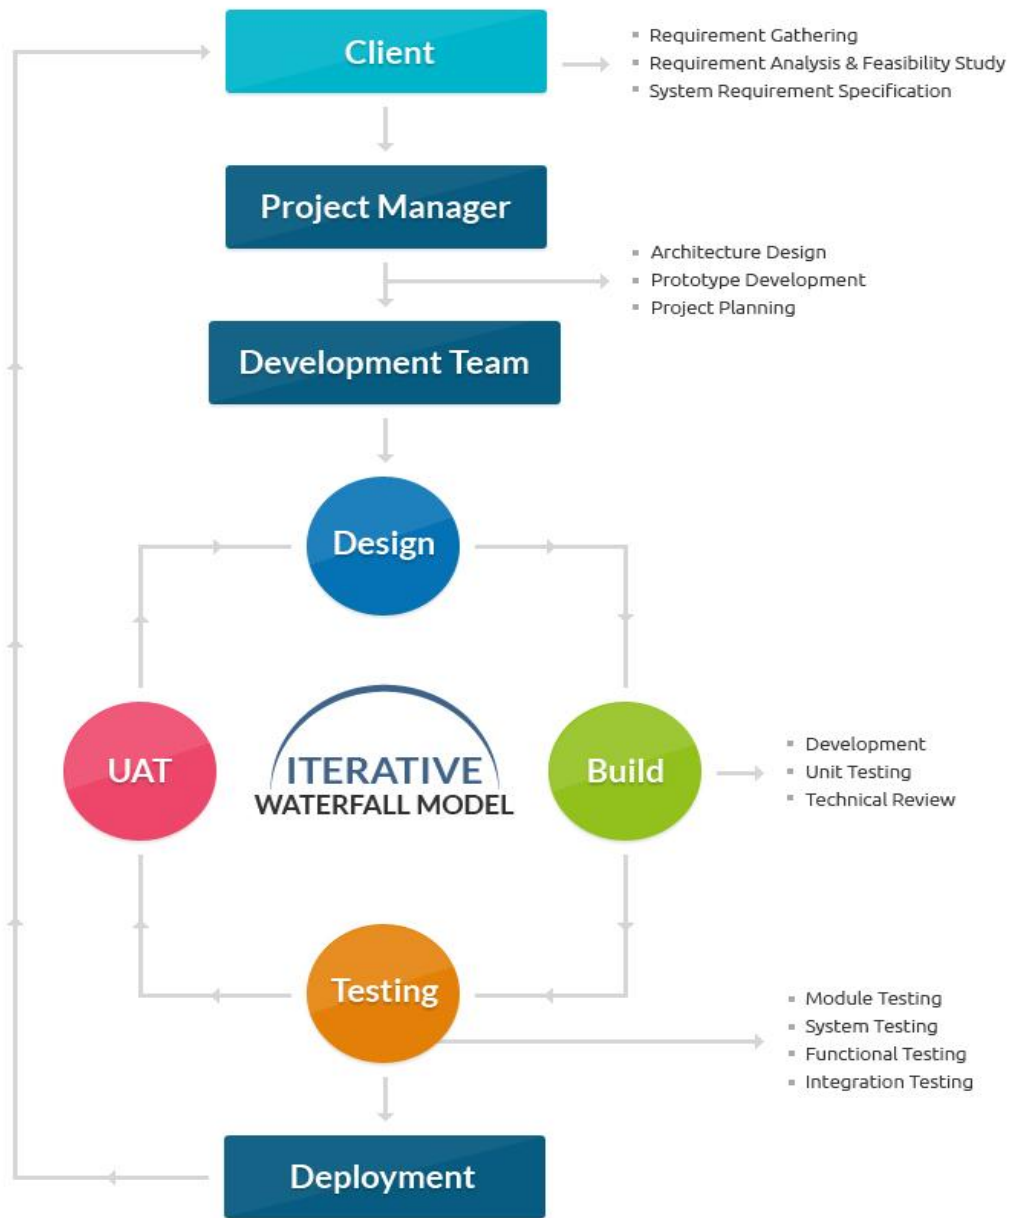 Client
Requirement Gathering
Requirement Analysis & Feasibility Study
System Requirement Specification
Project Manager
Architecture Design
Prototype Development
Project Planning
Development Team
Design
UAT
ITERATIVE
WATERFALL MODEL
Build
Development
Unit Testing
Technical Review
Testing
Module Testing
System Testing
Functional Testing
Integration Testing
Deployment